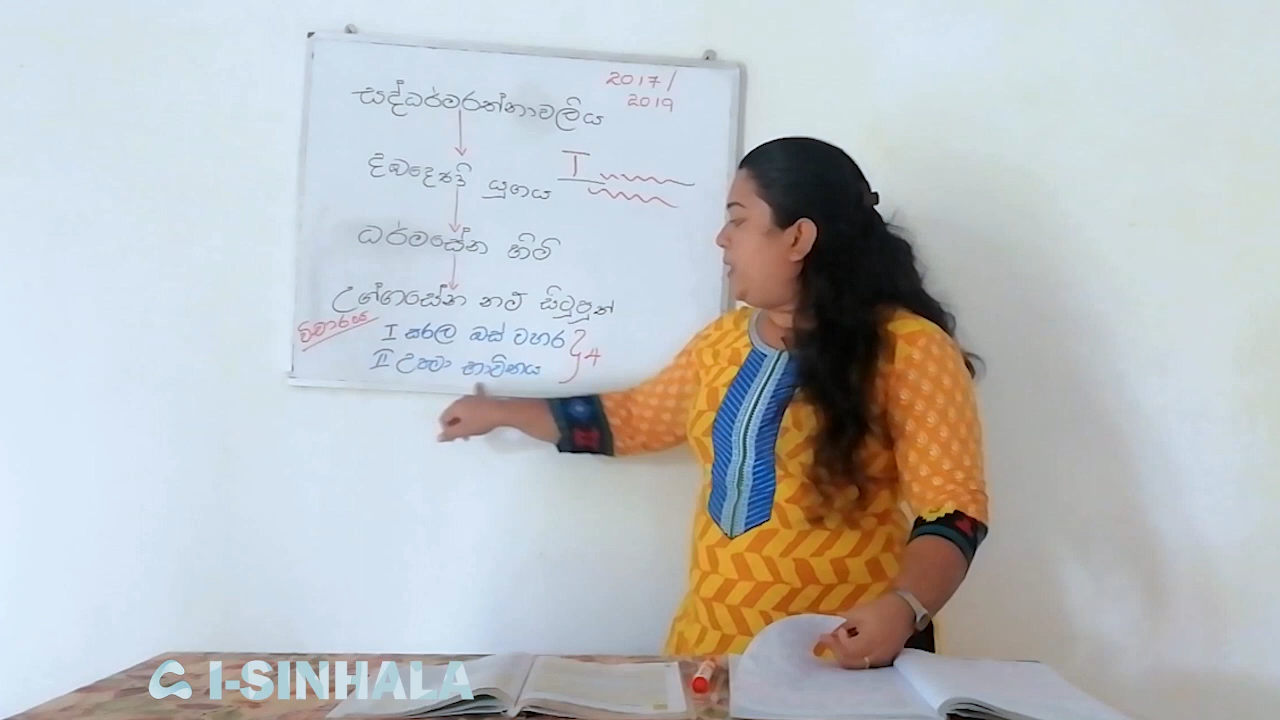 සද්ධර්මරත්නාවලිය
2017/
2019
දඹදෙණි යුගය
I
ධර්මසේන හිමි
උග්ගසේන නම් සිටුපුත්
විචාරය
I සරල බස් වහර
II උපමා භාවිතය
4
I-SINHALA